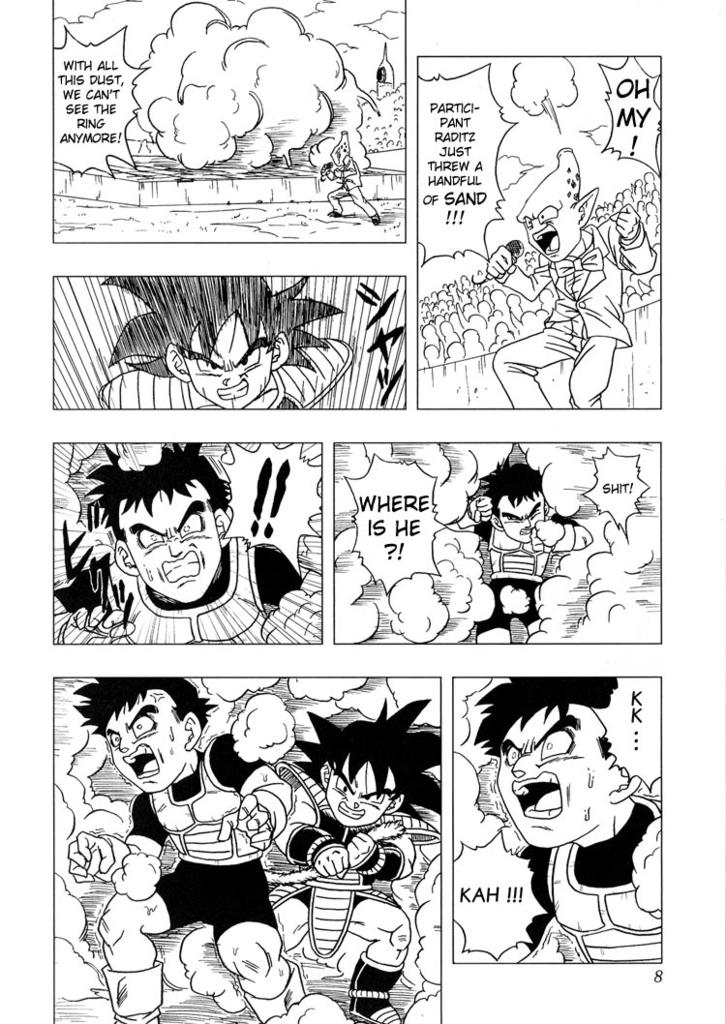 OH
MY
!
PARTICI-
PANT
RADITZ
JUST
THREW A
HANDFUL
OF SAND
!!!
WITH ALL
THIS DUST,
WE CAN'T
SEE THE
RING
ANYMORE!
SHIT!
WHERE
IS HE
?!
!!
KK...
KAH !!!
8